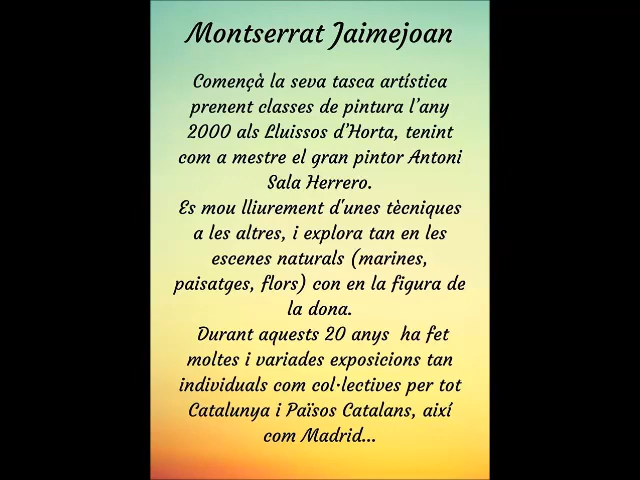 Montserrat Jaimejoan
Començà la seva tasca artística
prenent classes de pintura l'any
2000 als Lluissos d'Horta, tenint
com a mestre el gran pintor Antoni
Sala Herrero.
Es mou lliurement d'unes tècniques
a les altres, i explora tan en les
escenes naturals (marines,
paisatges, flors) con en la figura de
la dona.
Durant aquests 20 anys ha fet
moltes i variades exposicions tan
individuals com col·lectives per tot
Catalunya i Països Catalans, així
com Madrid...